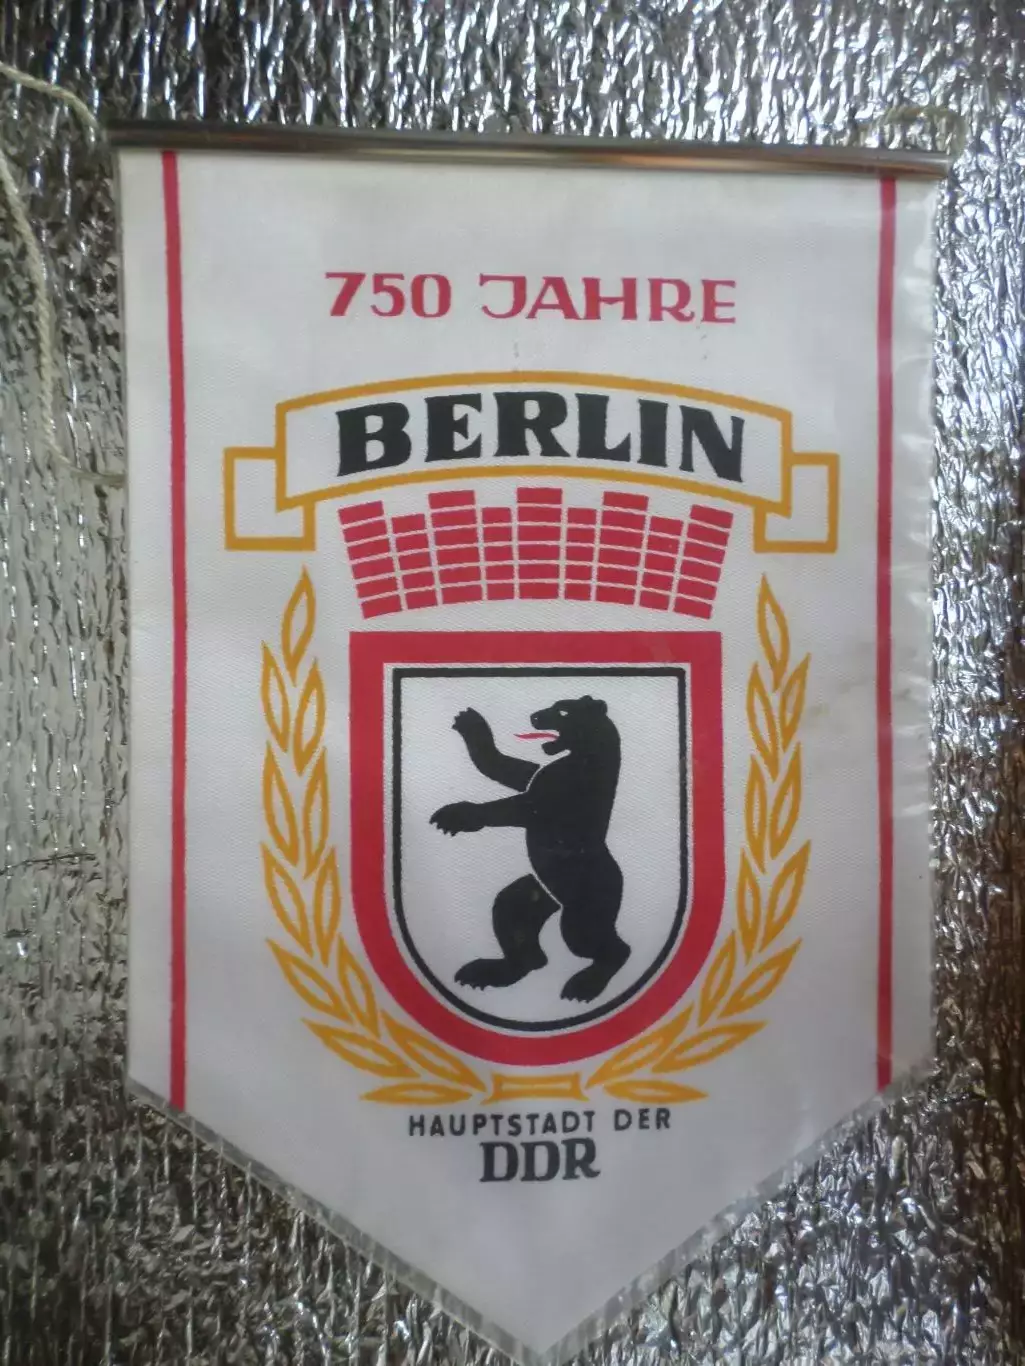 750 JAHRE
BERLIN
HAUPTSTADT DER
DDR